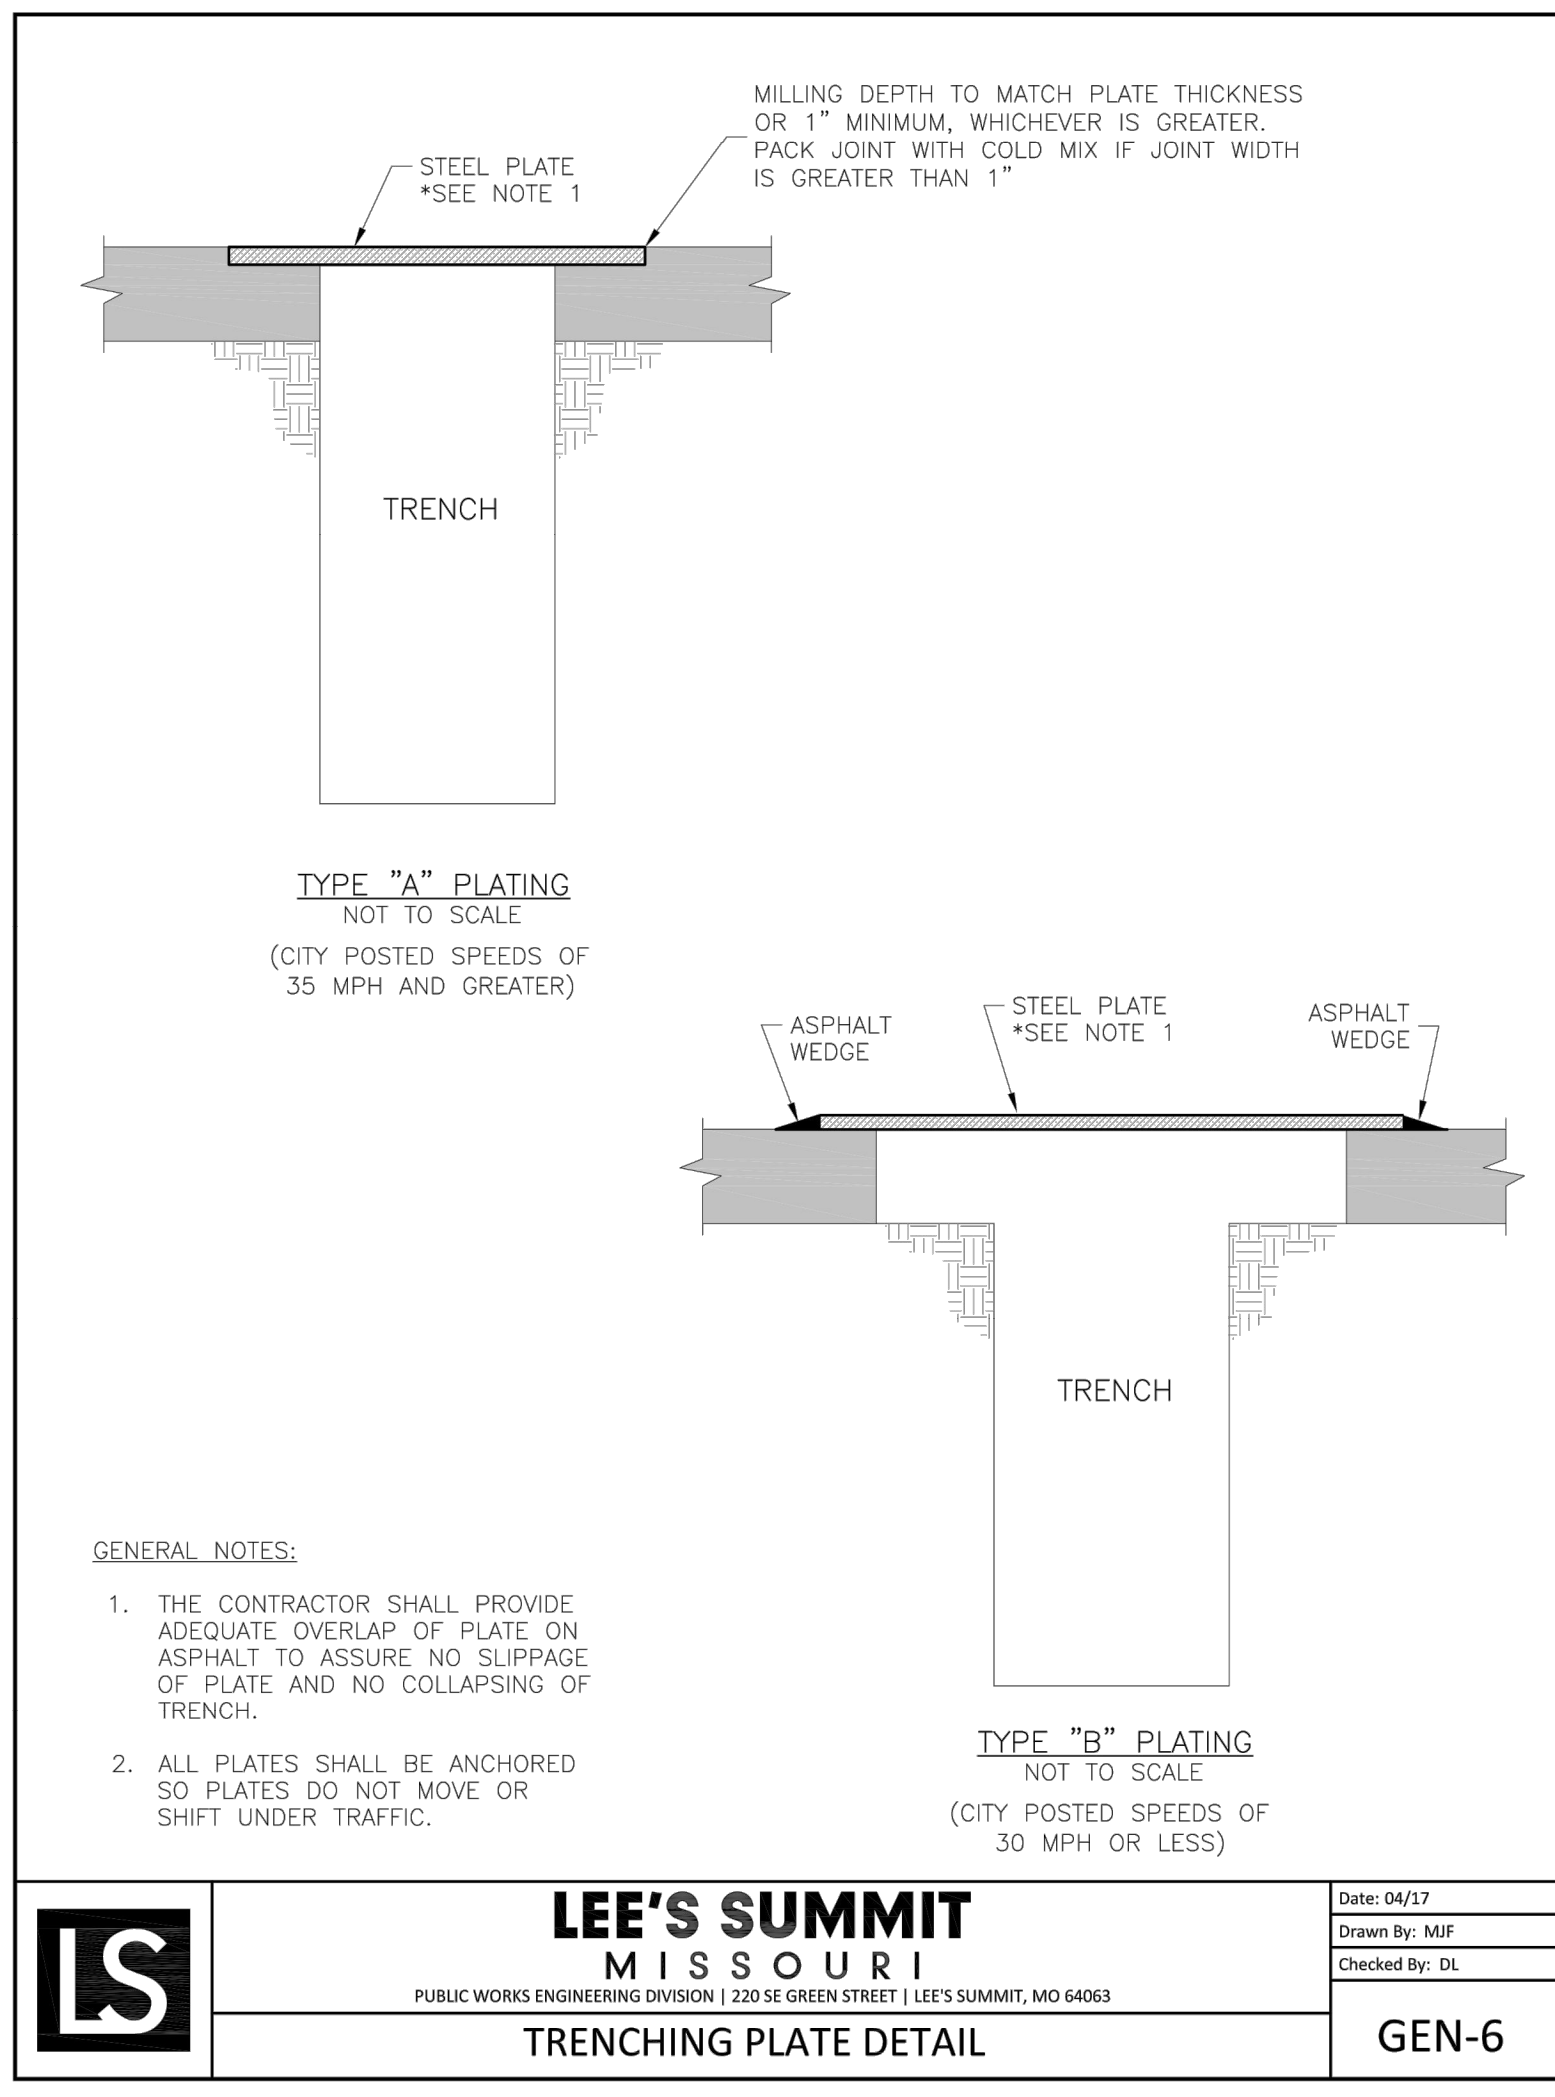 MILLING DEPTH TO MATCH PLATE THICKNESS
OR 1" MINIMUM, WHICHEVER IS GREATER.
PACK JOINT WITH COLD MIX IF JOINT WIDTH
IS GREATER THAN 1"
STEEL PLATE
*SEE NOTE 1
TRENCH
TYPE "A" PLATING
NOT TO SCALE
(CITY POSTED SPEEDS OF
35 MPH AND GREATER)
ASPHALT
WEDGE
STEEL PLATE
*SEE NOTE 1
ASPHALT
WEDGE
TRENCH
TYPE "B" PLATING
NOT TO SCALE
(CITY POSTED SPEEDS OF
30 MPH OR LESS)
GENERAL NOTES:
1. THE CONTRACTOR SHALL PROVIDE
ADEQUATE OVERLAP OF PLATE ON
ASPHALT TO ASSURE NO SLIPPAGE
OF PLATE AND NO COLLAPSING OF
TRENCH.
2. ALL PLATES SHALL BE ANCHORED
SO PLATES DO NOT MOVE OR
SHIFT UNDER TRAFFIC.
LS
LEE'S SUMMIT
MISSOURI
PUBLIC WORKS ENGINEERING DIVISION | 220 SE GREEN STREET | LEE'S SUMMIT, MO 64063
TRENCHING PLATE DETAIL
Date: 04/17
Drawn By: MJF
Checked By: DL
GEN-6